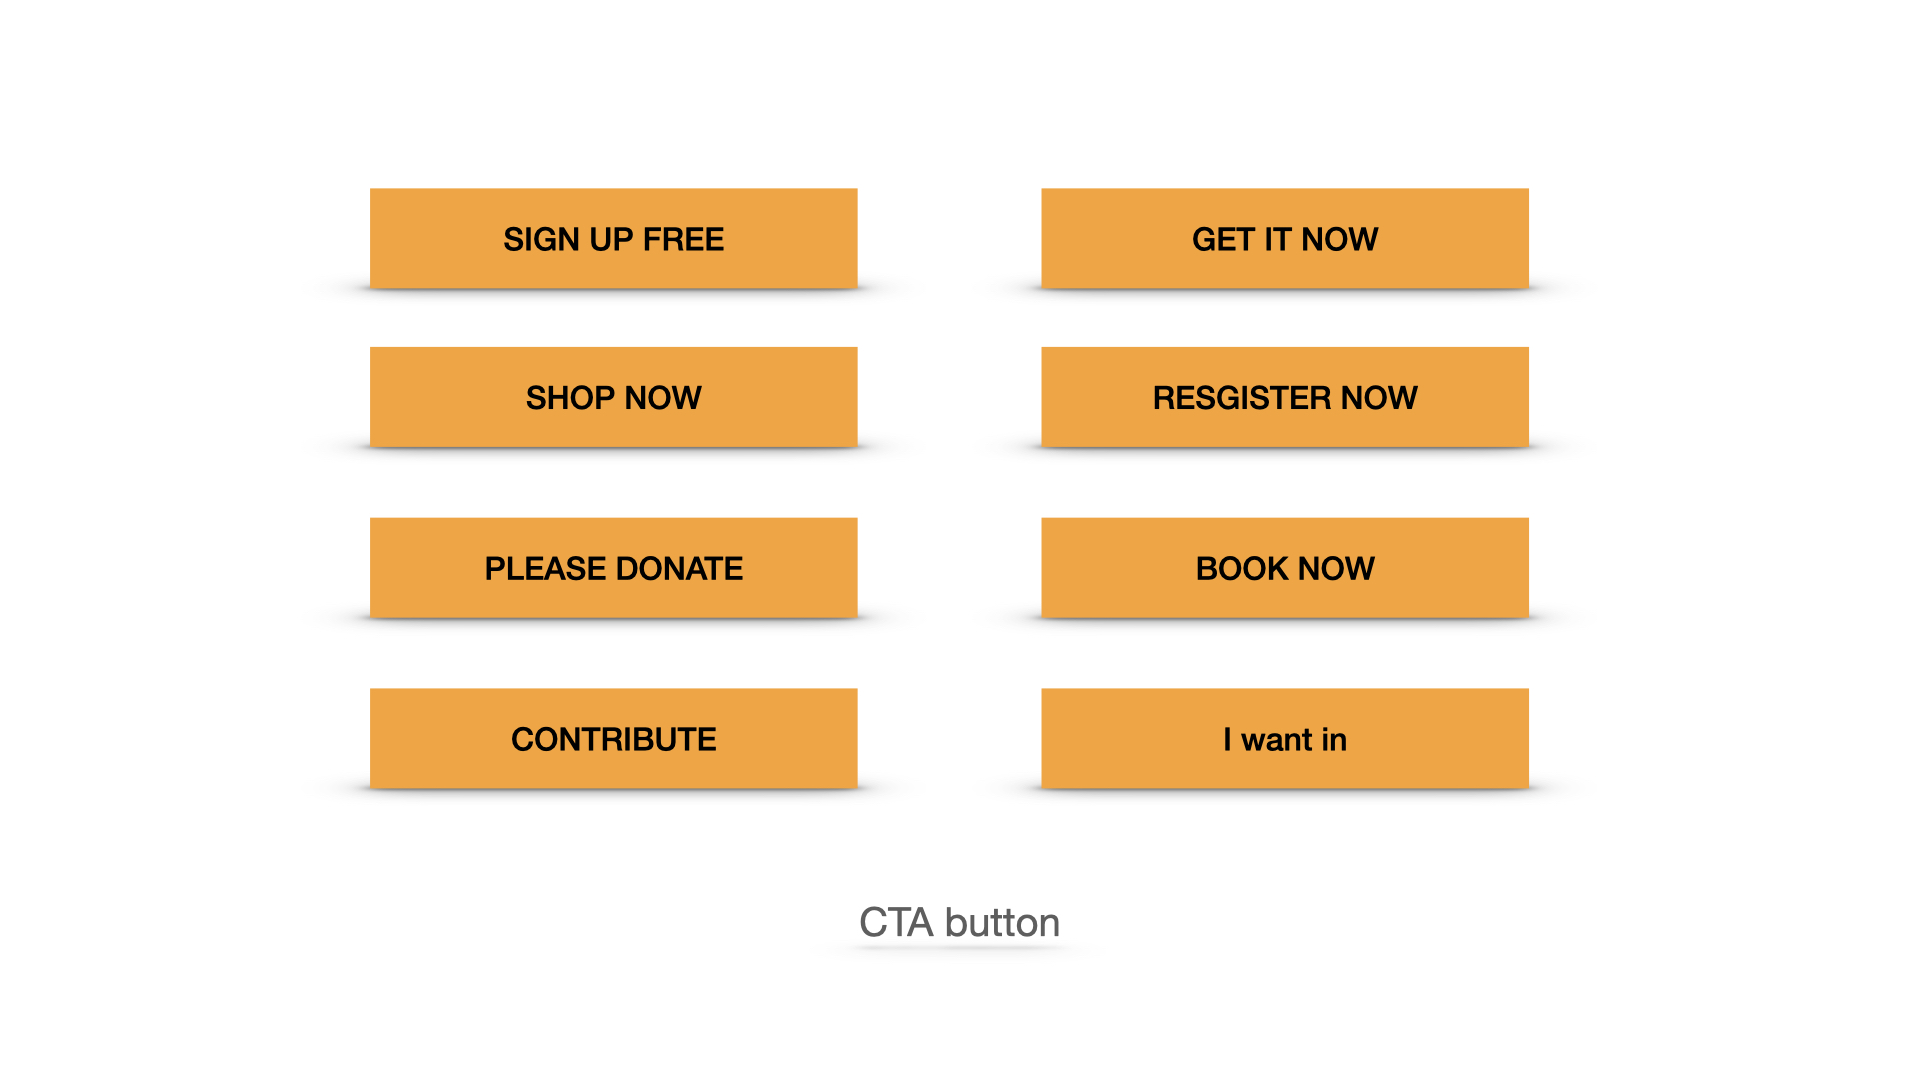 SIGN UP FREE
GET IT NOW
SHOP NOW
RESGISTER NOW
PLEASE DONATE
BOOK NOW
CONTRIBUTE
I want in
CTA button